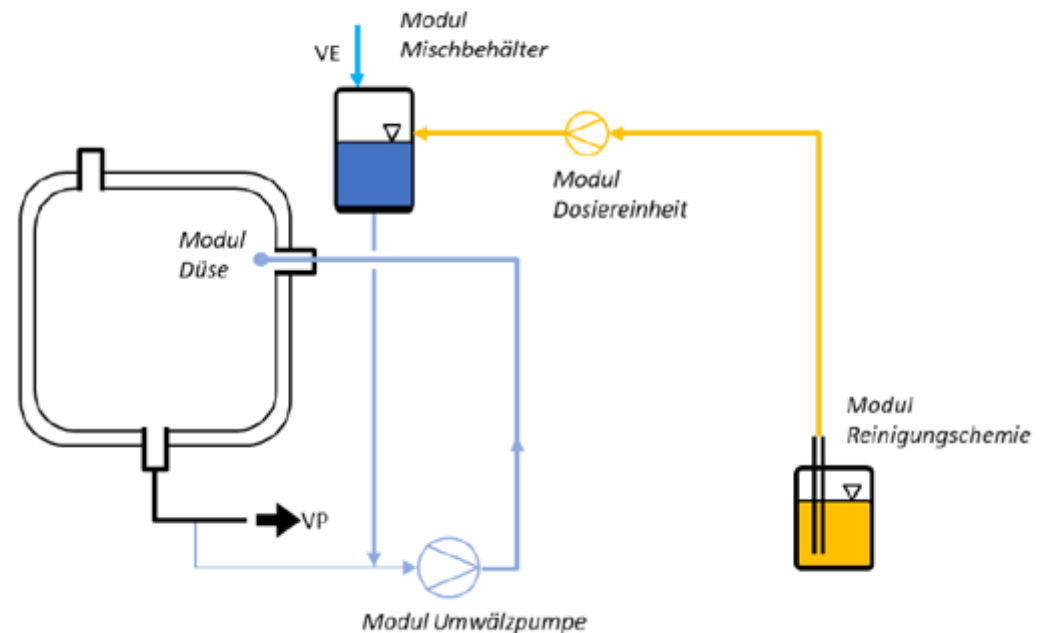 Modul
Mischbehälter
VE
Modul
Dosiereinheit
Modul
Düse
Modul
Reinigungschemie
VP
Modul Umwälzpumpe